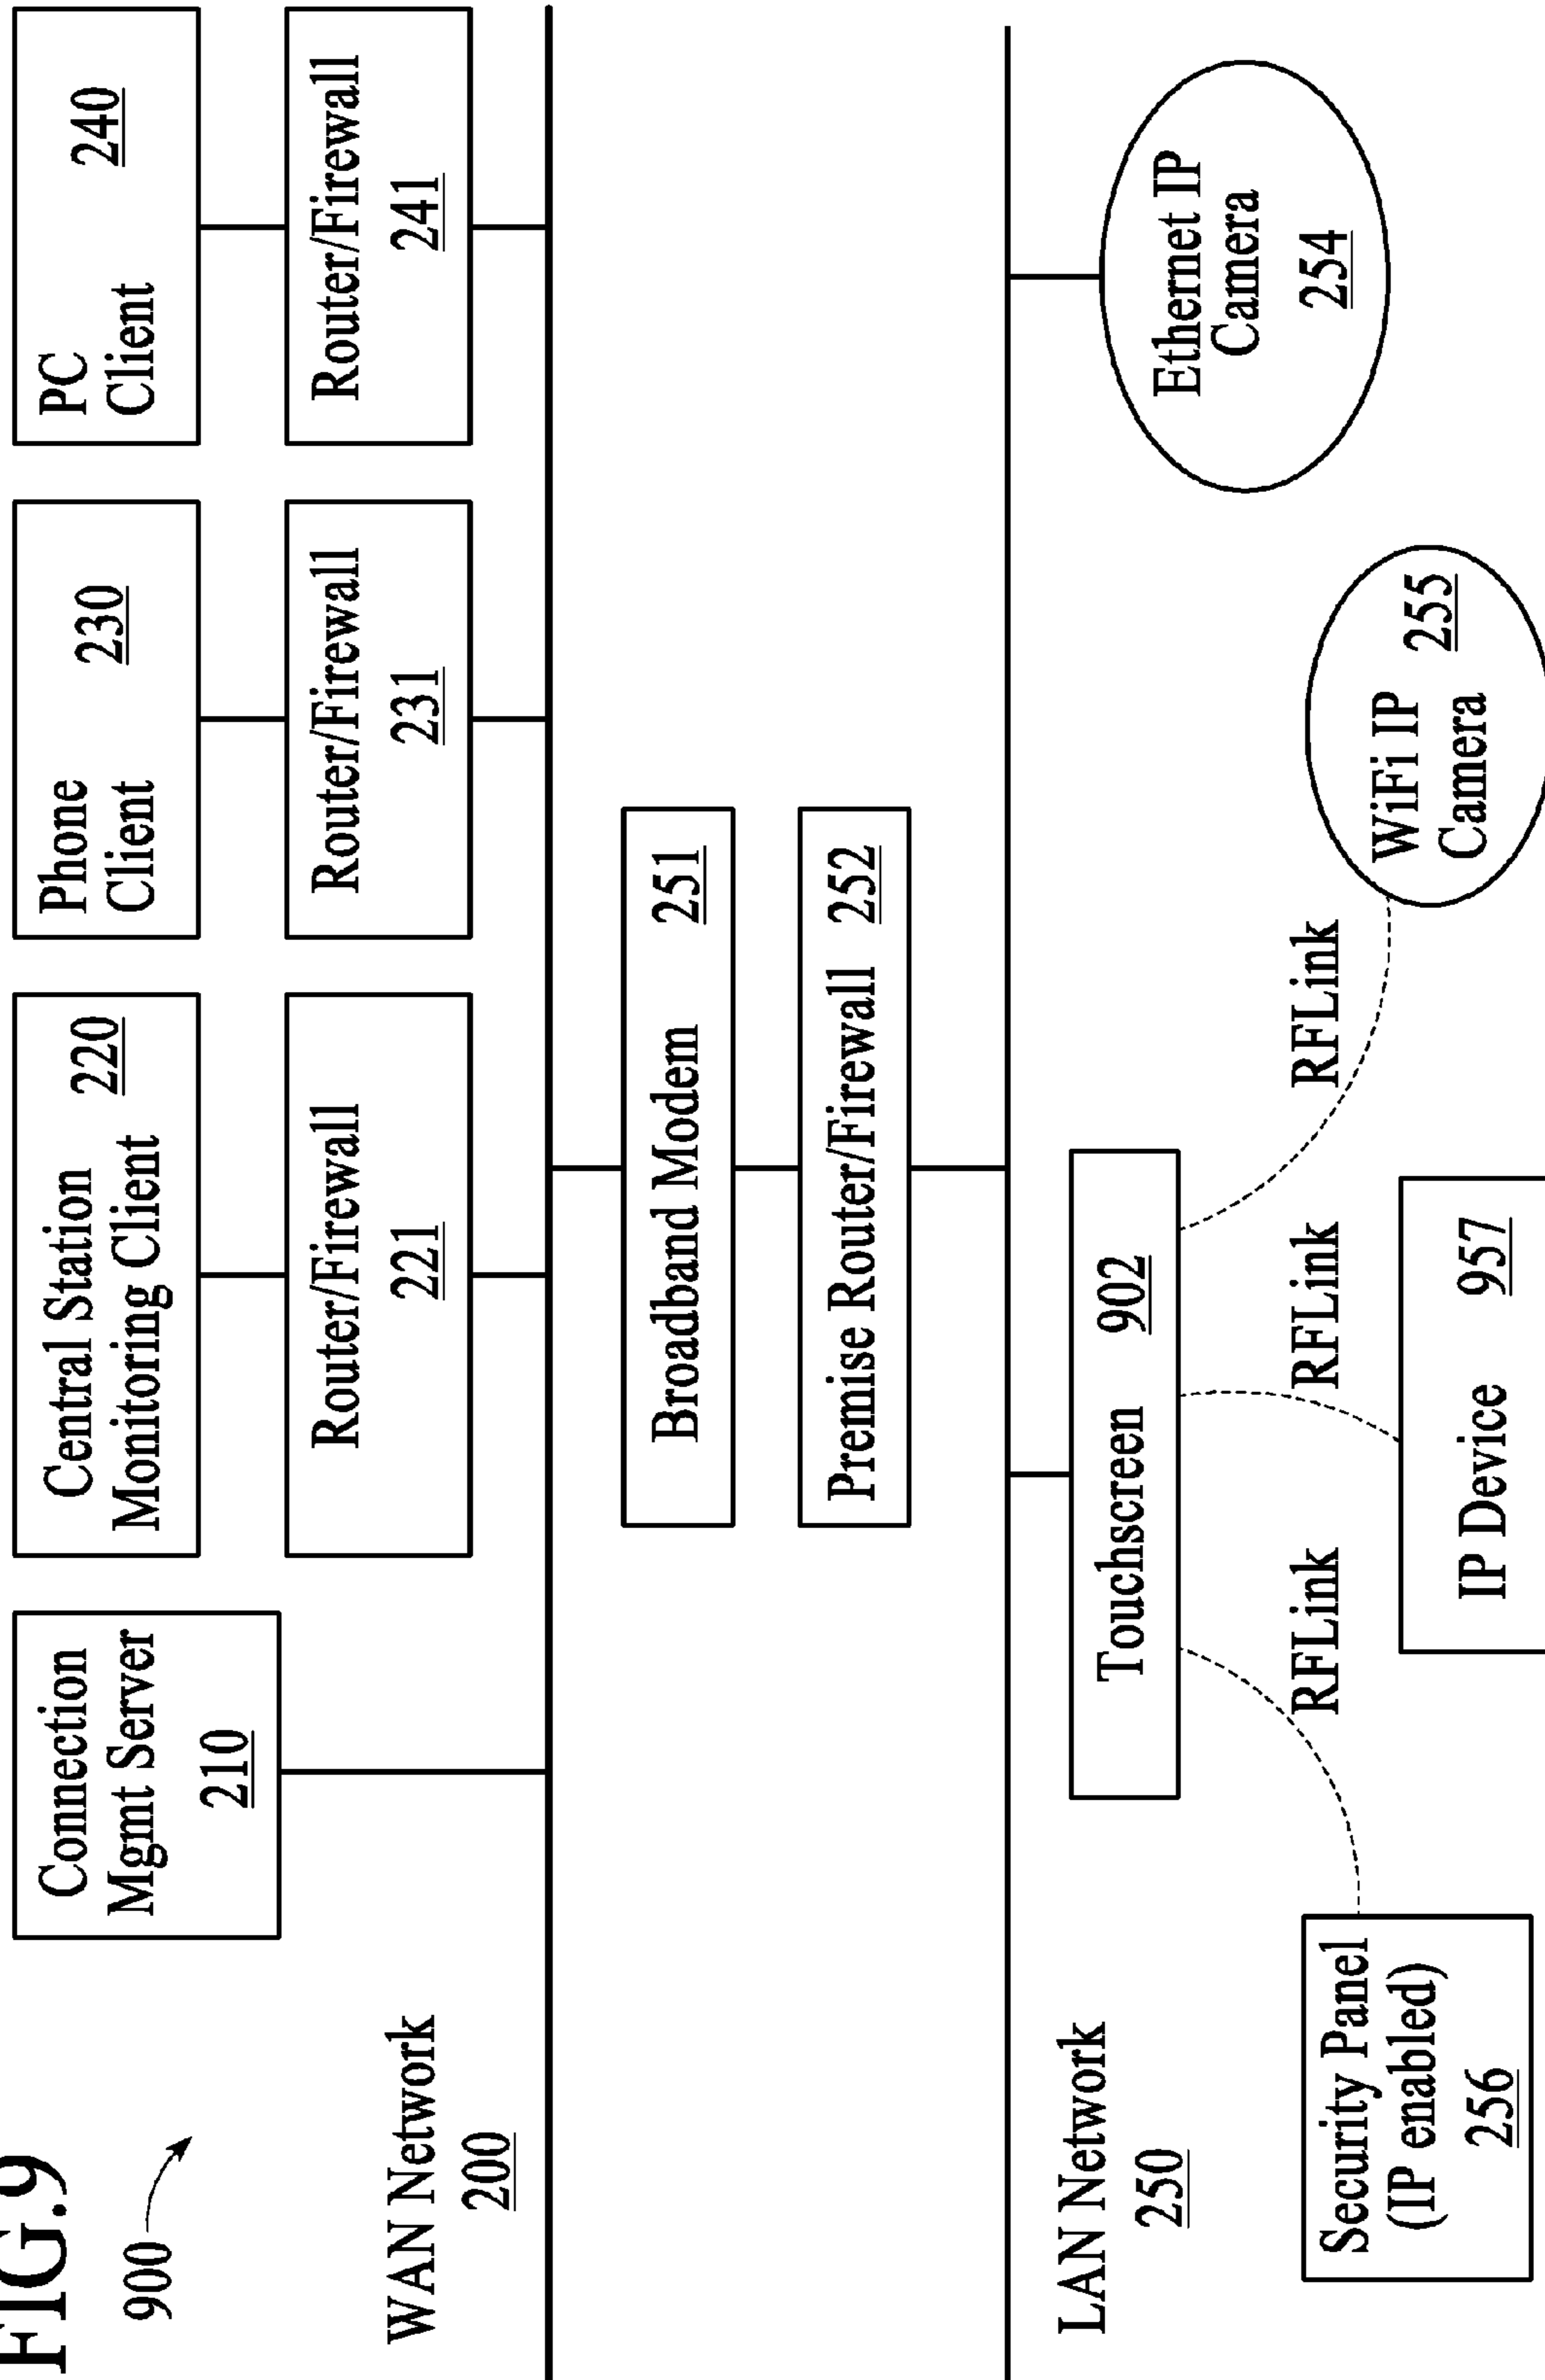 FIG.9
900
Connection
Mgmt Server
210
Central Station
Monitoring Client
220
Phone
Client
230
PC
Client
240
Router/Firewall
221
Router/Firewall
231
Router/Firewall
241
WAN Network
200
Broadband Modem 251
Premise Router/Firewall 252
LAN Network
250
Touchscreen 902
Ethernet IP
Camera
254
RFLink
RFLink
RFLink
Security Panel
(IP enabled)
256
IP Device 957
WiFi IP
Camera
255